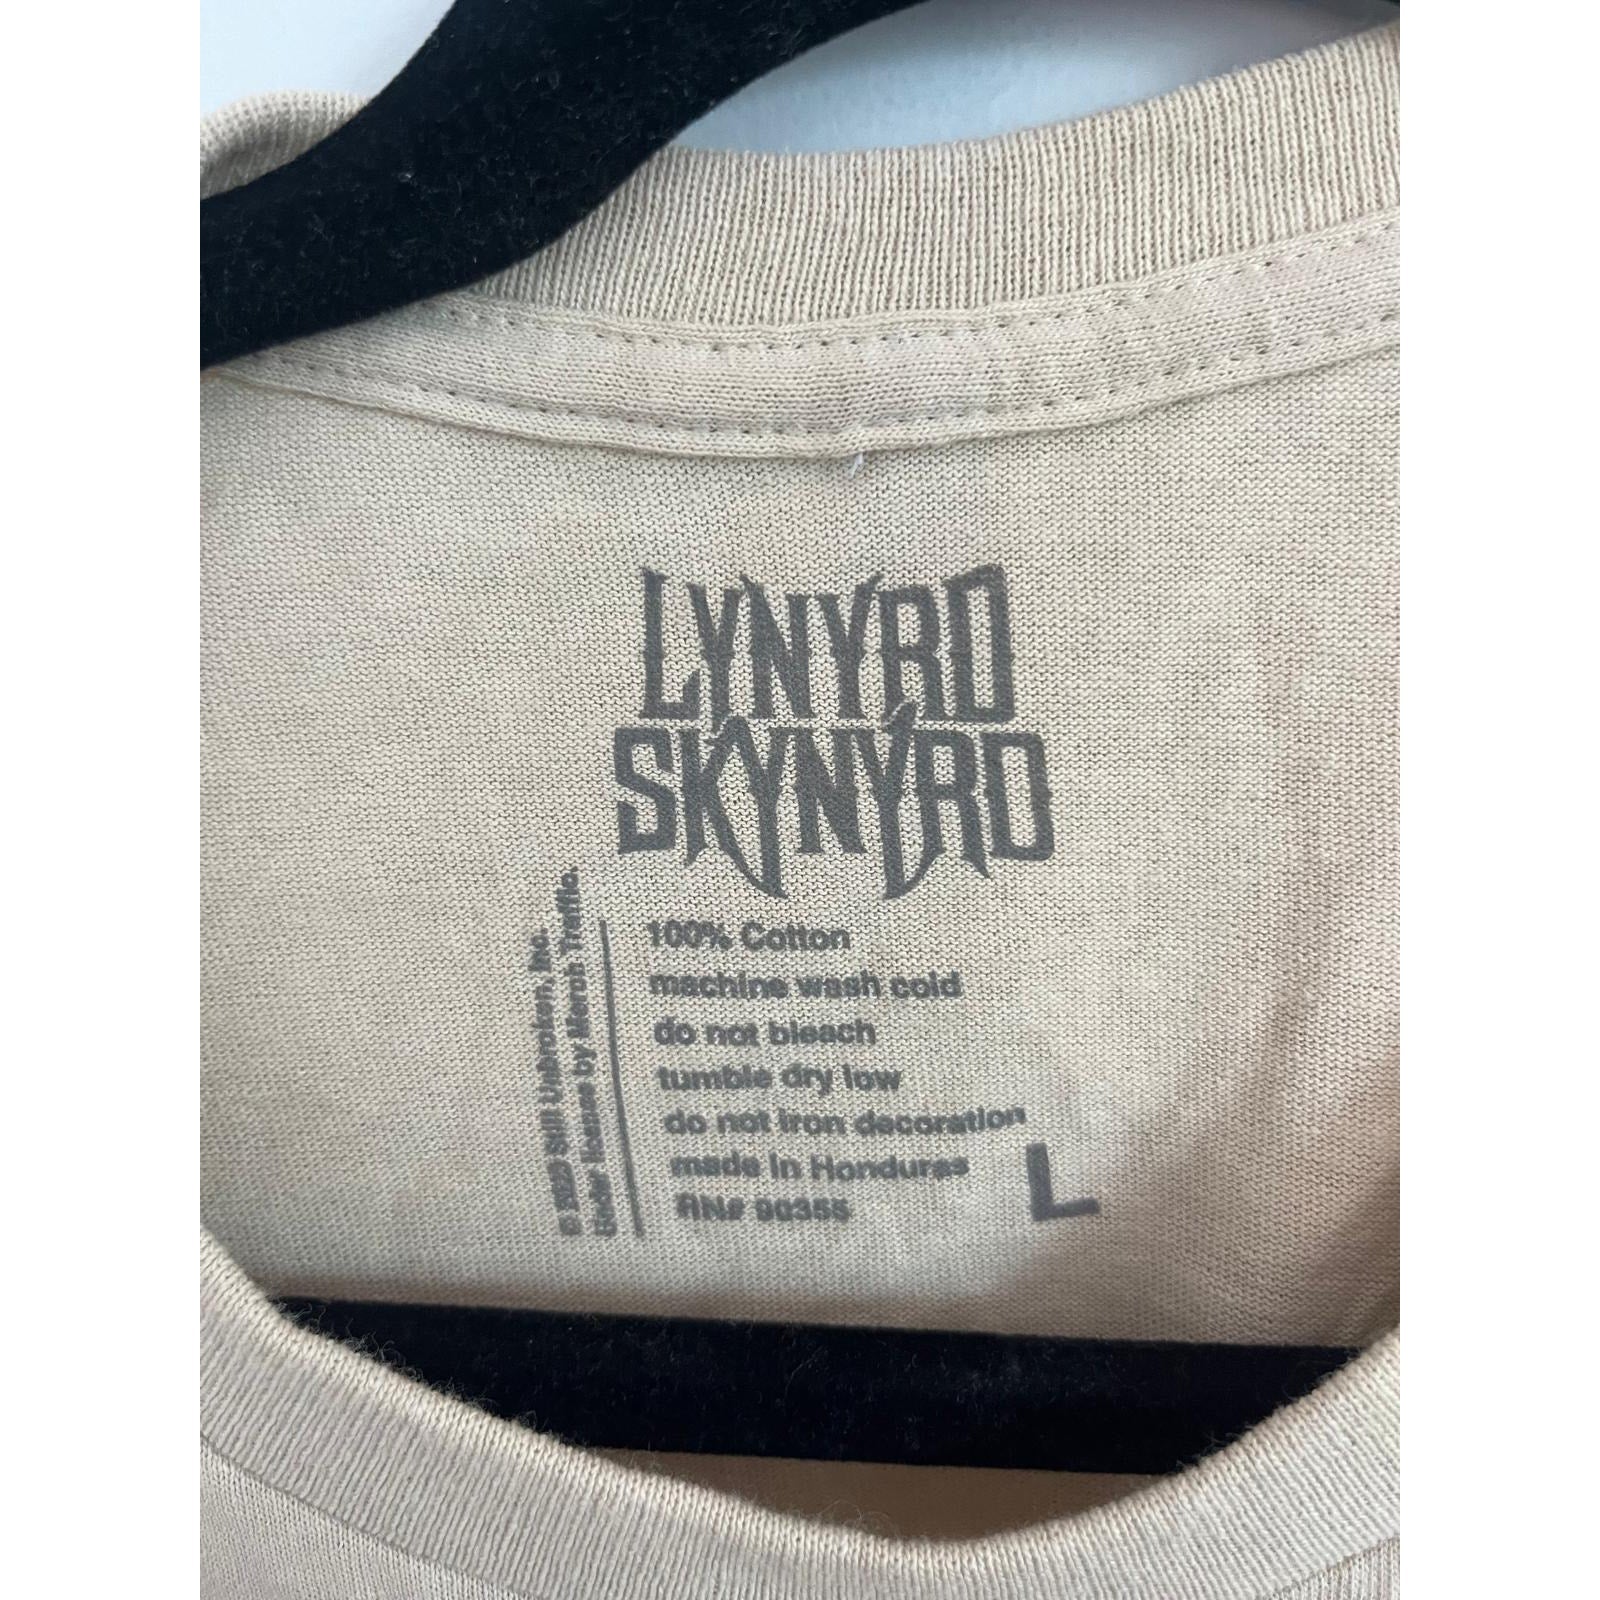 LYNYRD
SKYNYRD
100% Cotton
machine wash cold
do not bleach
tumble dry low
do not iron decoration
made in Honduras
RN# 90355
L
© 2023 Still Unbroken, Inc.
Under license by Merch Traffic.